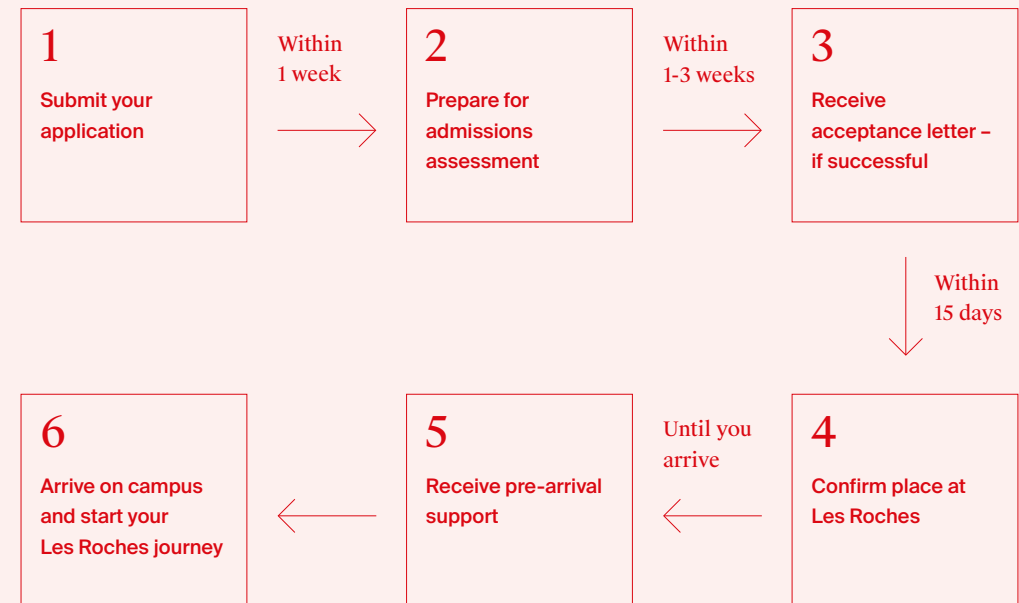 1
Submit your
application
Within
1 week
2
Prepare for
admissions
assessment
Within
1-3 weeks
3
Receive
acceptance letter –
if successful
Within
15 days
4
Confirm place at
Les Roches
Until you
arrive
5
Receive pre-arrival
support
6
Arrive on campus
and start your
Les Roches journey